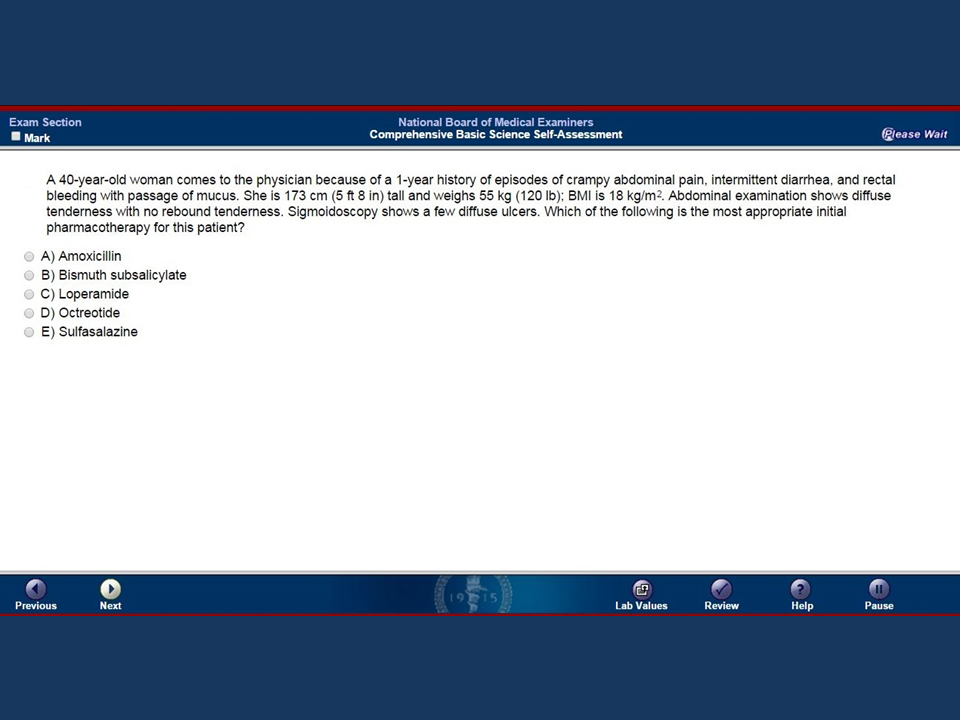 Exam Section
National Board of Medical Examiners
Mark
Comprehensive Basic Science Self-Assessment
Please Wait
A 40-year-old woman comes to the physician because of a 1-year history of episodes of crampy abdominal pain, intermittent diarrhea, and rectal
bleeding with passage of mucus. She is 173 cm (5 ft 8 in) tall and weighs 55 kg (120 lb); BMI is 18 kg/m². Abdominal examination shows diffuse
tenderness with no rebound tenderness. Sigmoidoscopy shows a few diffuse ulcers. Which of the following is the most appropriate initial
pharmacotherapy for this patient?
A) Amoxicillin
B) Bismuth subsalicylate
C) Loperamide
D) Octreotide
E) Sulfasalazine
1915
Previous
Next
Lab Values
Review
Help
Pause